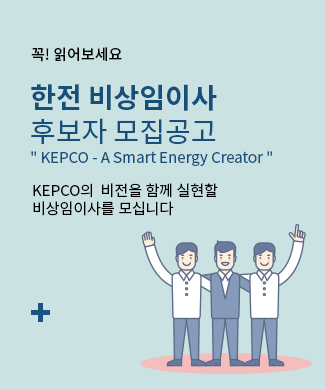 꼭! 읽어보세요
한전 비상임이사
후보자 모집공고
" KEPCO - A Smart Energy Creator "
KEPCO의 비전을 함께 실현할
비상임이사를 모십니다